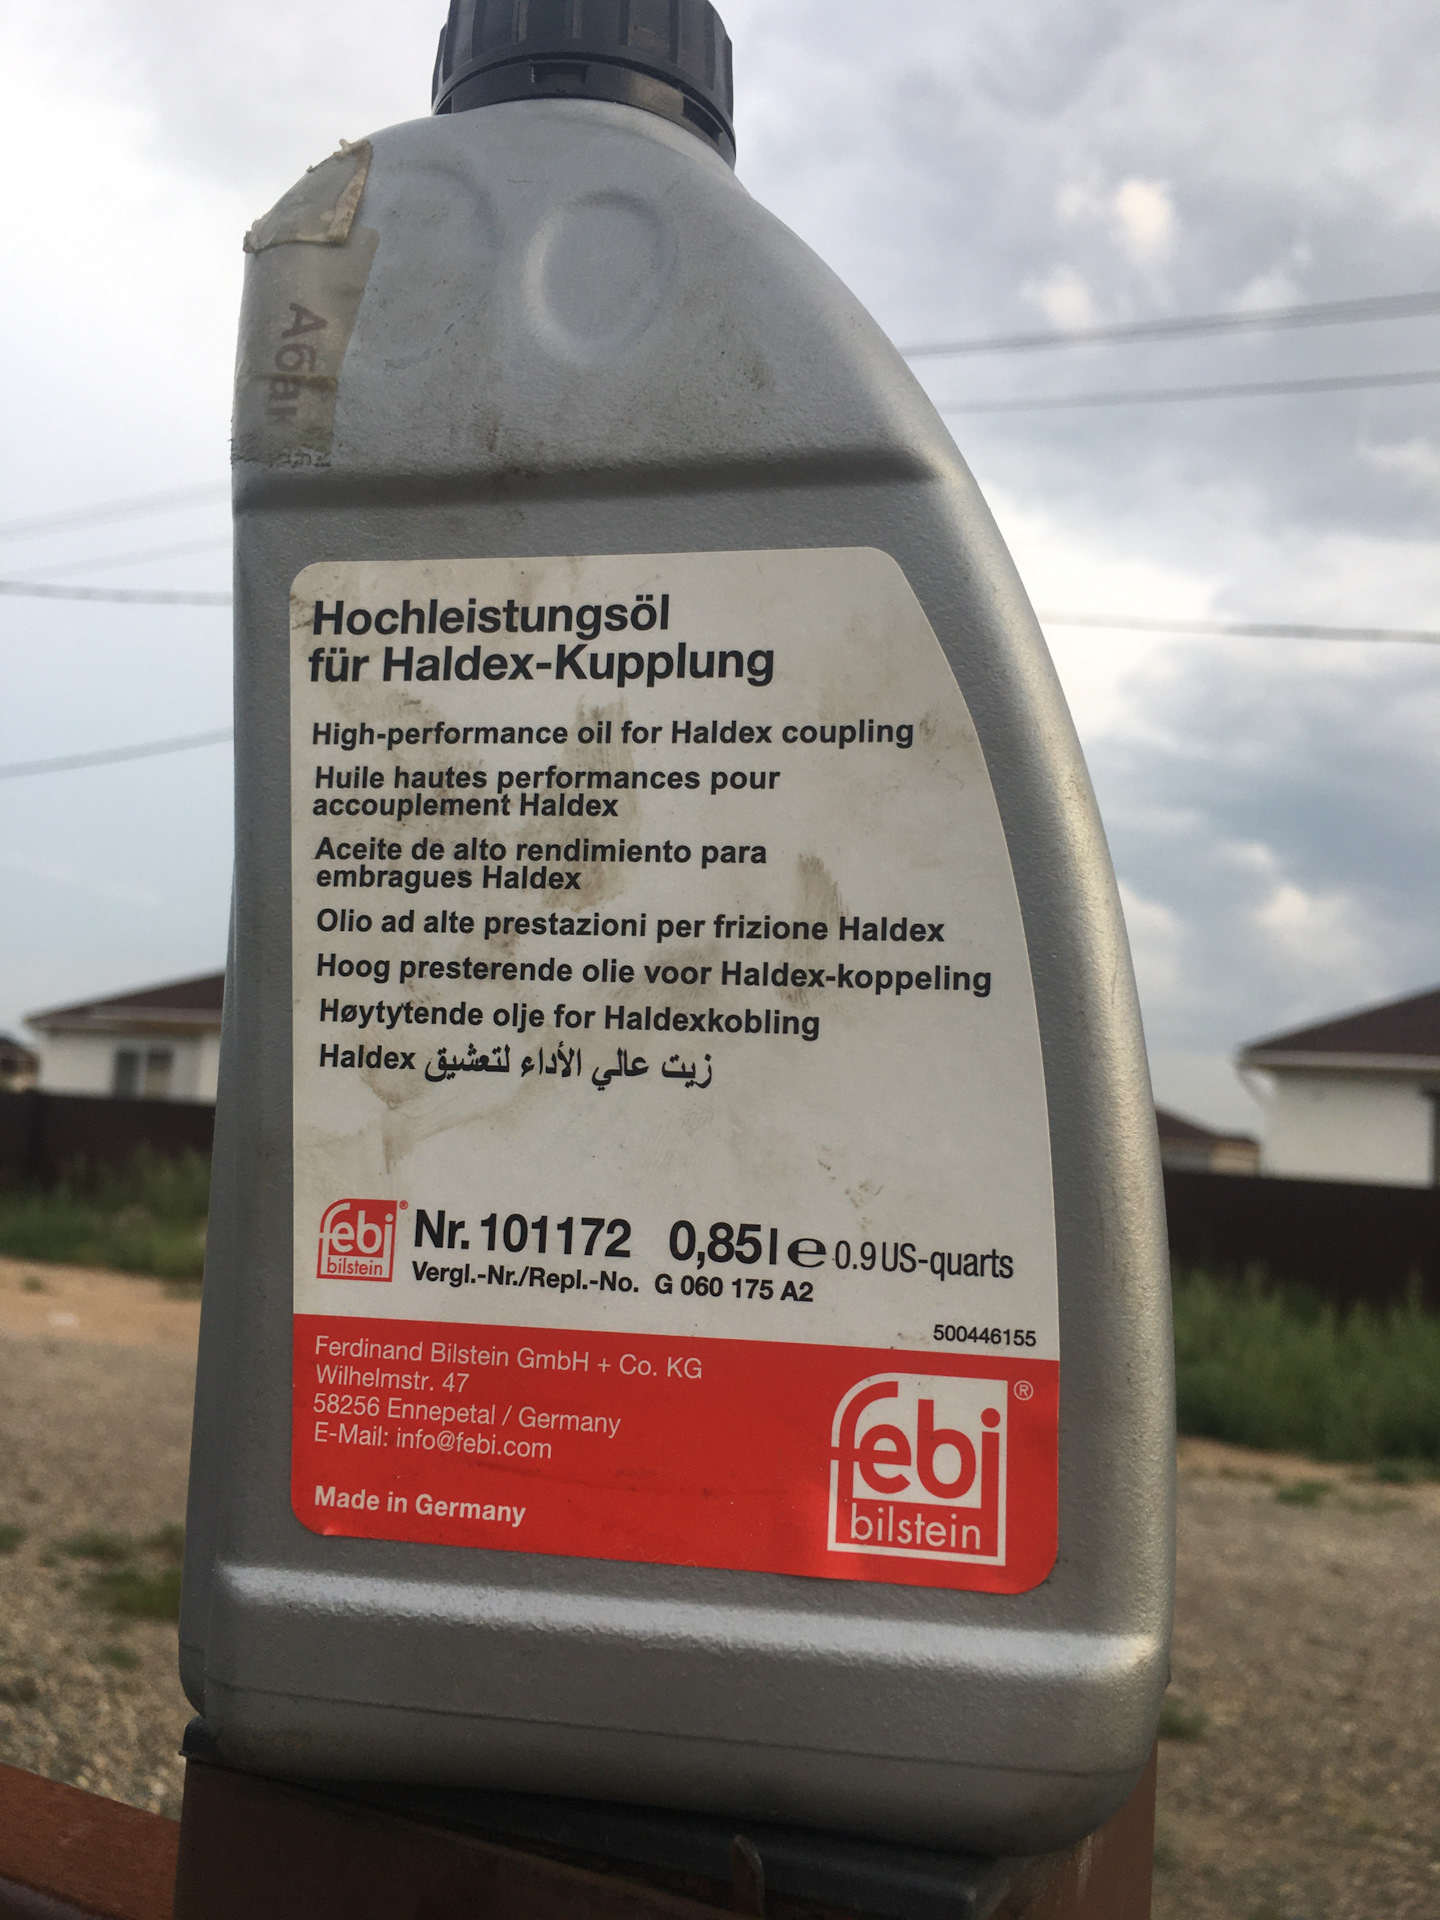 Hochleistungsöl
für Haldex-Kupplung
High-performance oil for Haldex coupling
Huile hautes performances pour
accouplement Haldex
Aceite de alto rendimiento para
embragues Haldex
Olio ad alte prestazioni per frizione Haldex
Hoog presterende olie voor Haldex-koppeling
Høytytende olje for Haldexkobling
زيت عالي الأداء لتعشيق Haldex
febi® Nr. 101172 0,85 l e 0.9 US-quarts
bilstein Vergl.-Nr./Repl.-No. G 060 175 A2
500446155
Ferdinand Bilstein GmbH + Co. KG
Wilhelmstr. 47
58256 Ennepetal / Germany
E-Mail: info@febi.com
Made in Germany
febi®
bilstein